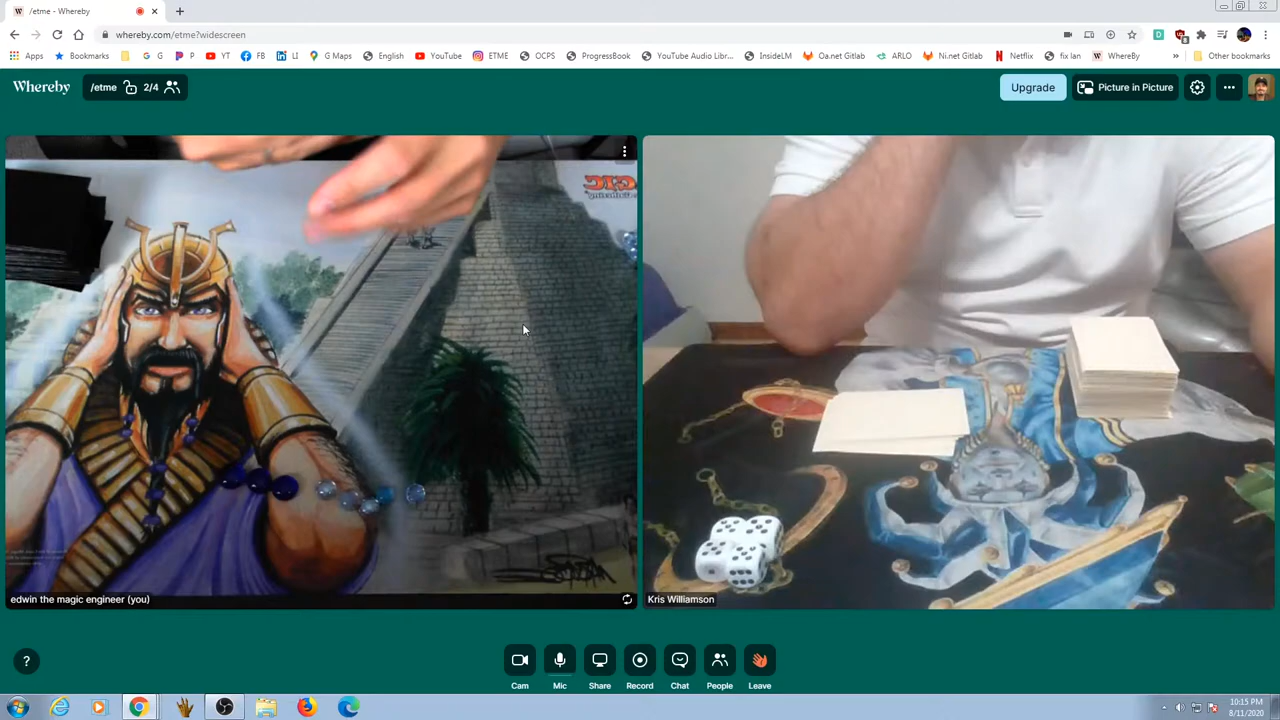 /etme - Whereby
whereby.com/etme?widescreen
Apps
Bookmarks
P
YT
FB
LI
G Maps
English
YouTube
ETME
OCPS
ProgressBook
YouTube Audio Libr...
InsideLM
Oa.net Gitlab
ARLO
Ni.net Gitlab
Netflix
fix lan
WhereBy
»
Other bookmarks
Whereby
/etme
2/4
Upgrade
Picture in Picture
edwin the magic engineer (you)
Kris Williamson
?
Cam
Mic
Share
Record
Chat
People
Leave
10:15 PM
8/11/2020